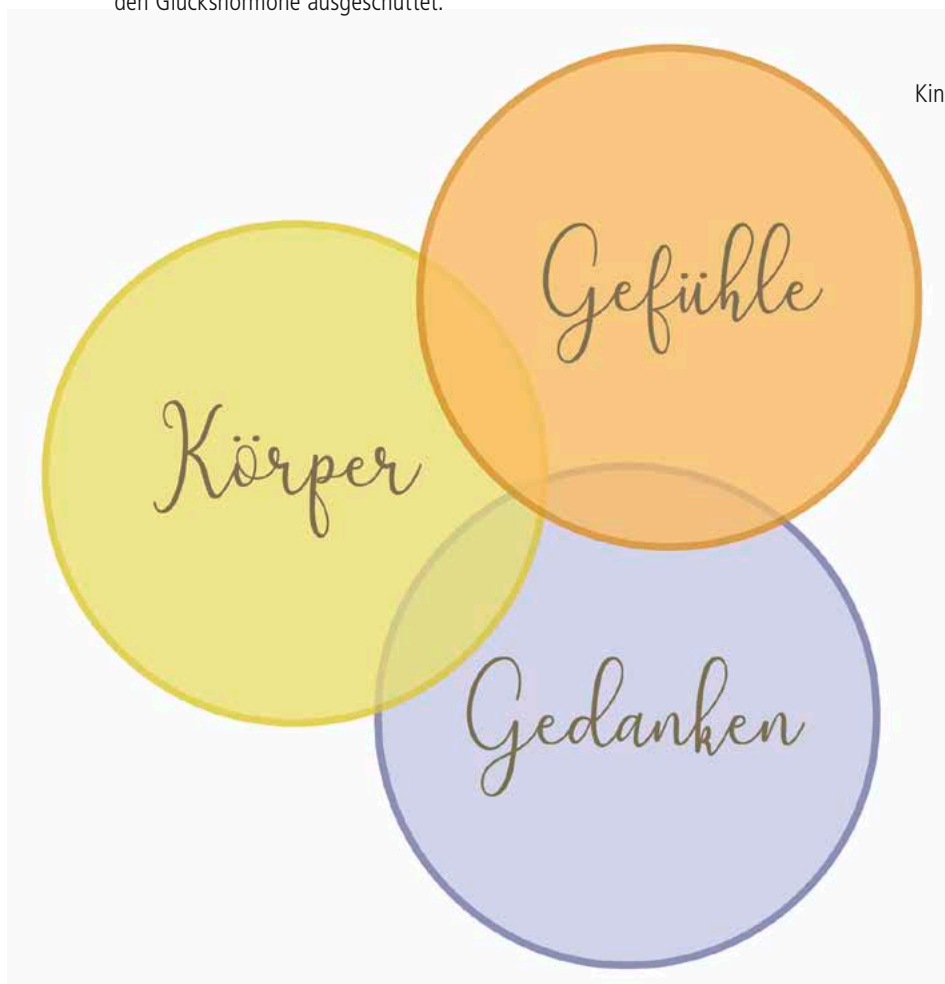 den Glückshormone ausgeschüttet.
Kin
Gefühle
Körper
Gedanken